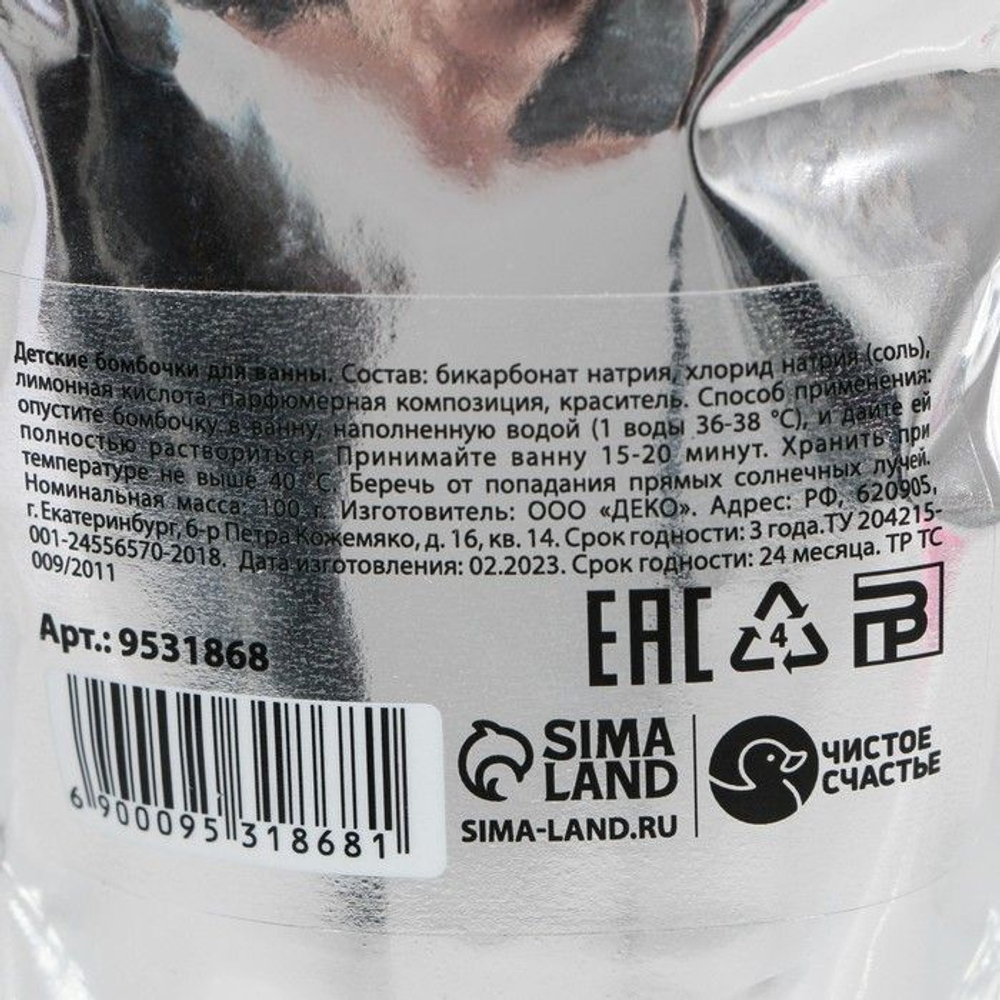 Детские бомбочки для ванны. Состав: бикарбонат натрия, хлорид натрия (соль),
лимонная кислота, парфюмерная композиция, краситель. Способ применения:
опустите бомбочку в ванну, наполненную водой (1 воды 36-38 °С), и дайте ей
полностью раствориться. Принимайте ванну 15-20 минут. Хранить при
температуре не выше 40 °С. Беречь от попадания прямых солнечных лучей.
Номинальная масса: 100 г. Изготовитель: ООО «ДЕКО». Адрес: РФ, 620905,
г. Екатеринбург, б-р Петра Кожемяко, д. 16, кв. 14. Срок годности: 3 года.ТУ 204215-
001-24556570-2018. Дата изготовления: 02.2023. Срок годности: 24 месяца. ТР ТС
009/2011
Арт.: 9531868
EAC
4
6 900095 318681
SIMA
LAND
SIMA-LAND.RU
ЧИСТОЕ
СЧАСТЬЕ